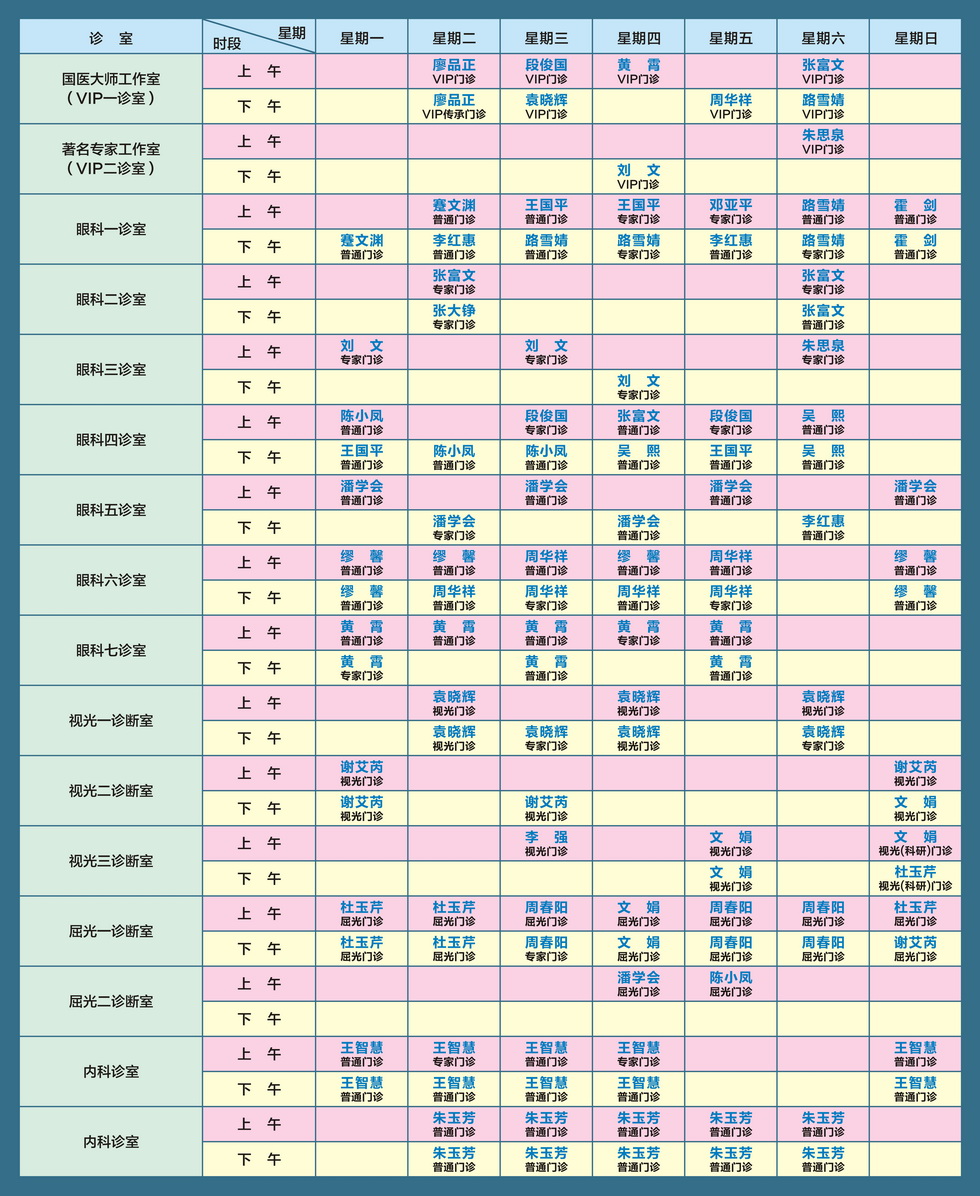 诊 室 时段 星期 星期一 星期二 星期三 星期四 星期五 星期六 星期日
国医大师工作室
（VIP一诊室）
上 午 廖品正 段俊国 黄 霄 张富文
VIP门诊 VIP门诊 VIP门诊 VIP门诊
下 午 廖品正 袁晓辉 周华祥 路雪婧
VIP传承门诊 VIP门诊 VIP门诊 VIP门诊
著名专家工作室
（VIP二诊室）
上 午 朱思泉
VIP门诊
下 午 刘 文
VIP门诊
眼科一诊室
上 午 蹇文渊 王国平 王国平 邓亚平 路雪婧 霍 剑
普通门诊 普通门诊 专家门诊 专家门诊 普通门诊 普通门诊
下 午 蹇文渊 李红惠 路雪婧 路雪婧 李红惠 路雪婧 霍 剑
普通门诊 普通门诊 普通门诊 专家门诊 普通门诊 专家门诊 普通门诊
眼科二诊室
上 午 张富文 张富文
专家门诊 专家门诊
下 午 张大铮 张富文
专家门诊 普通门诊
眼科三诊室
上 午 刘 文 刘 文 朱思泉
专家门诊 专家门诊 专家门诊
下 午 刘 文
专家门诊
眼科四诊室
上 午 陈小凤 段俊国 张富文 段俊国 吴 熙
普通门诊 专家门诊 普通门诊 专家门诊 普通门诊
下 午 王国平 陈小凤 陈小凤 吴 熙 王国平 吴 熙
普通门诊 普通门诊 普通门诊 普通门诊 普通门诊 普通门诊
眼科五诊室
上 午 潘学会 潘学会 潘学会 潘学会
普通门诊 普通门诊 普通门诊 普通门诊
下 午 潘学会 潘学会 李红惠
专家门诊 普通门诊 普通门诊
眼科六诊室
上 午 缪 馨 缪 馨 周华祥 缪 馨 周华祥 缪 馨
普通门诊 普通门诊 普通门诊 普通门诊 普通门诊 普通门诊
下 午 缪 馨 周华祥 周华祥 周华祥 周华祥 缪 馨
普通门诊 普通门诊 专家门诊 普通门诊 专家门诊 普通门诊
眼科七诊室
上 午 黄 霄 黄 霄 黄 霄 黄 霄 黄 霄
普通门诊 普通门诊 普通门诊 专家门诊 普通门诊
下 午 黄 霄 黄 霄 黄 霄
专家门诊 普通门诊 普通门诊
视光一诊断室
上 午 袁晓辉 袁晓辉 袁晓辉
视光门诊 视光门诊 视光门诊
下 午 袁晓辉 袁晓辉 袁晓辉 袁晓辉
视光门诊 专家门诊 视光门诊 专家门诊
视光二诊断室
上 午 谢艾芮 谢艾芮
视光门诊 视光门诊
下 午 谢艾芮 谢艾芮 文 娟
视光门诊 视光门诊 视光门诊
视光三诊断室
上 午 李 强 文 娟 文 娟
视光门诊 视光门诊 视光(科研)门诊
下 午 文 娟 杜玉芹
视光门诊 视光(科研)门诊
屈光一诊断室
上 午 杜玉芹 杜玉芹 周春阳 文 娟 周春阳 周春阳 杜玉芹
屈光门诊 屈光门诊 屈光门诊 屈光门诊 屈光门诊 屈光门诊 屈光门诊
下 午 杜玉芹 杜玉芹 周春阳 文 娟 周春阳 周春阳 谢艾芮
屈光门诊 屈光门诊 专家门诊 屈光门诊 屈光门诊 屈光门诊 屈光门诊
屈光二诊断室
上 午 潘学会 陈小凤
屈光门诊 屈光门诊
下 午
内科诊室
上 午 王智慧 王智慧 王智慧 王智慧 王智慧
普通门诊 专家门诊 普通门诊 专家门诊 普通门诊
下 午 王智慧 王智慧 王智慧 王智慧 王智慧
普通门诊 普通门诊 普通门诊 普通门诊 普通门诊
内科诊室
上 午 朱玉芳 朱玉芳 朱玉芳 朱玉芳 朱玉芳
普通门诊 普通门诊 普通门诊 普通门诊 普通门诊
下 午 朱玉芳 朱玉芳 朱玉芳 朱玉芳 朱玉芳
普通门诊 普通门诊 普通门诊 普通门诊 普通门诊